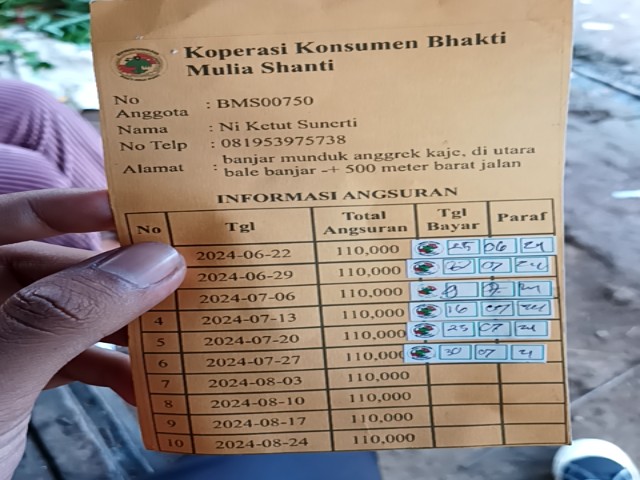 Koperasi Konsumen Bhakti
Mulia Shanti
No Anggota : BMS00750
Nama : Ni Ketut Sunerti
No Telp : 081953975738
Alamat : banjar munduk anggrek kaje, di utara
bale banjar -+ 500 meter barat jalan
INFORMASI ANGSURAN
No Tgl Total Angsuran Tgl Bayar Paraf
2024-06-22 110,000 25 06 24
2024-06-29 110,000 07 24
2024-07-06 110,000 24
4 2024-07-13 110,000 16 07 24
5 2024-07-20 110,000 23 07 24
6 2024-07-27 110,000 30 07 24
7 2024-08-03 110,000
8 2024-08-10 110,000
9 2024-08-17 110,000
10 2024-08-24 110,000